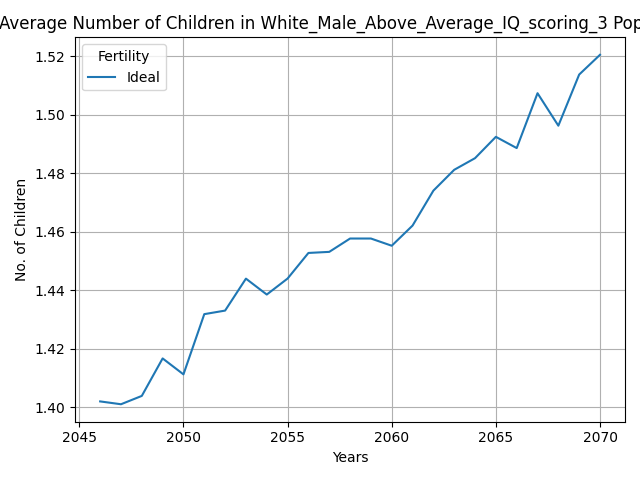 Average Number of Children in White_Male_Above_Average_IQ_scoring_3 Pop
Fertility
Ideal
No. of Children
1.52
1.50
1.48
1.46
1.44
1.42
1.40
2045 2050 2055 2060 2065 2070
Years